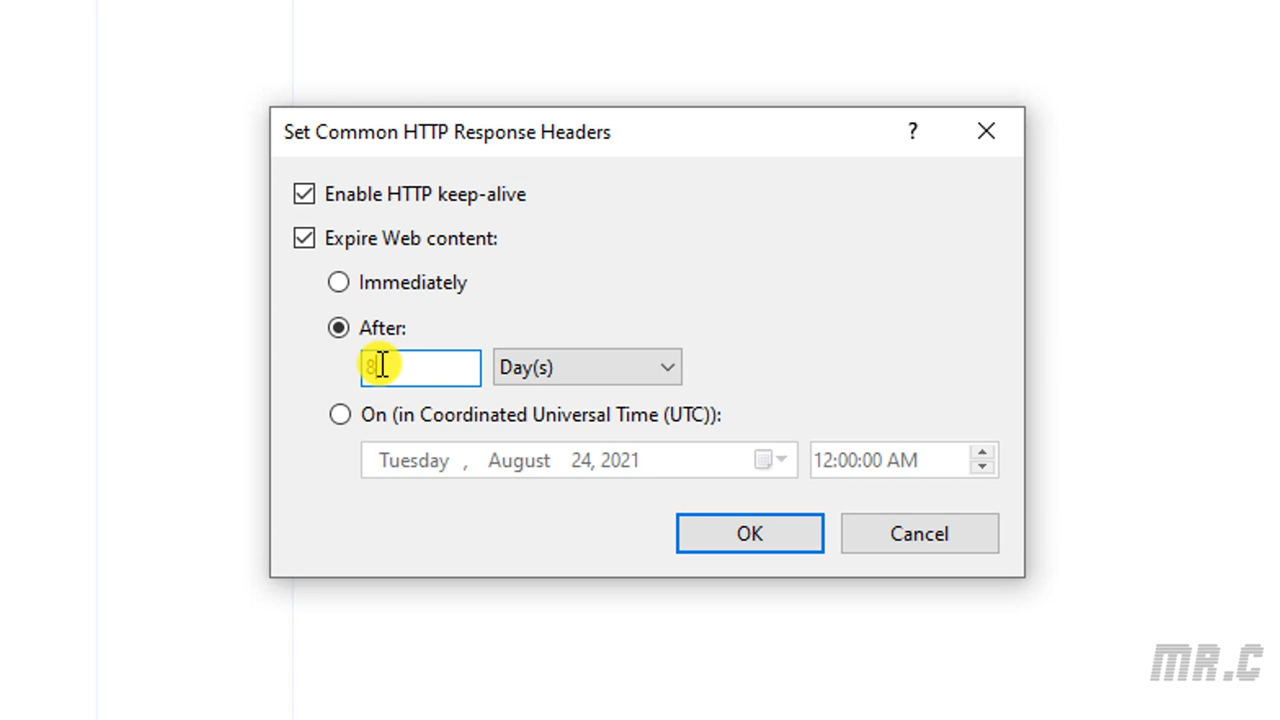 Set Common HTTP Response Headers ?
Enable HTTP keep-alive
Expire Web content:
Immediately
After:
8 Day(s)
On (in Coordinated Universal Time (UTC)):
Tuesday , August 24, 2021 12:00:00 AM
OK Cancel
MR.C